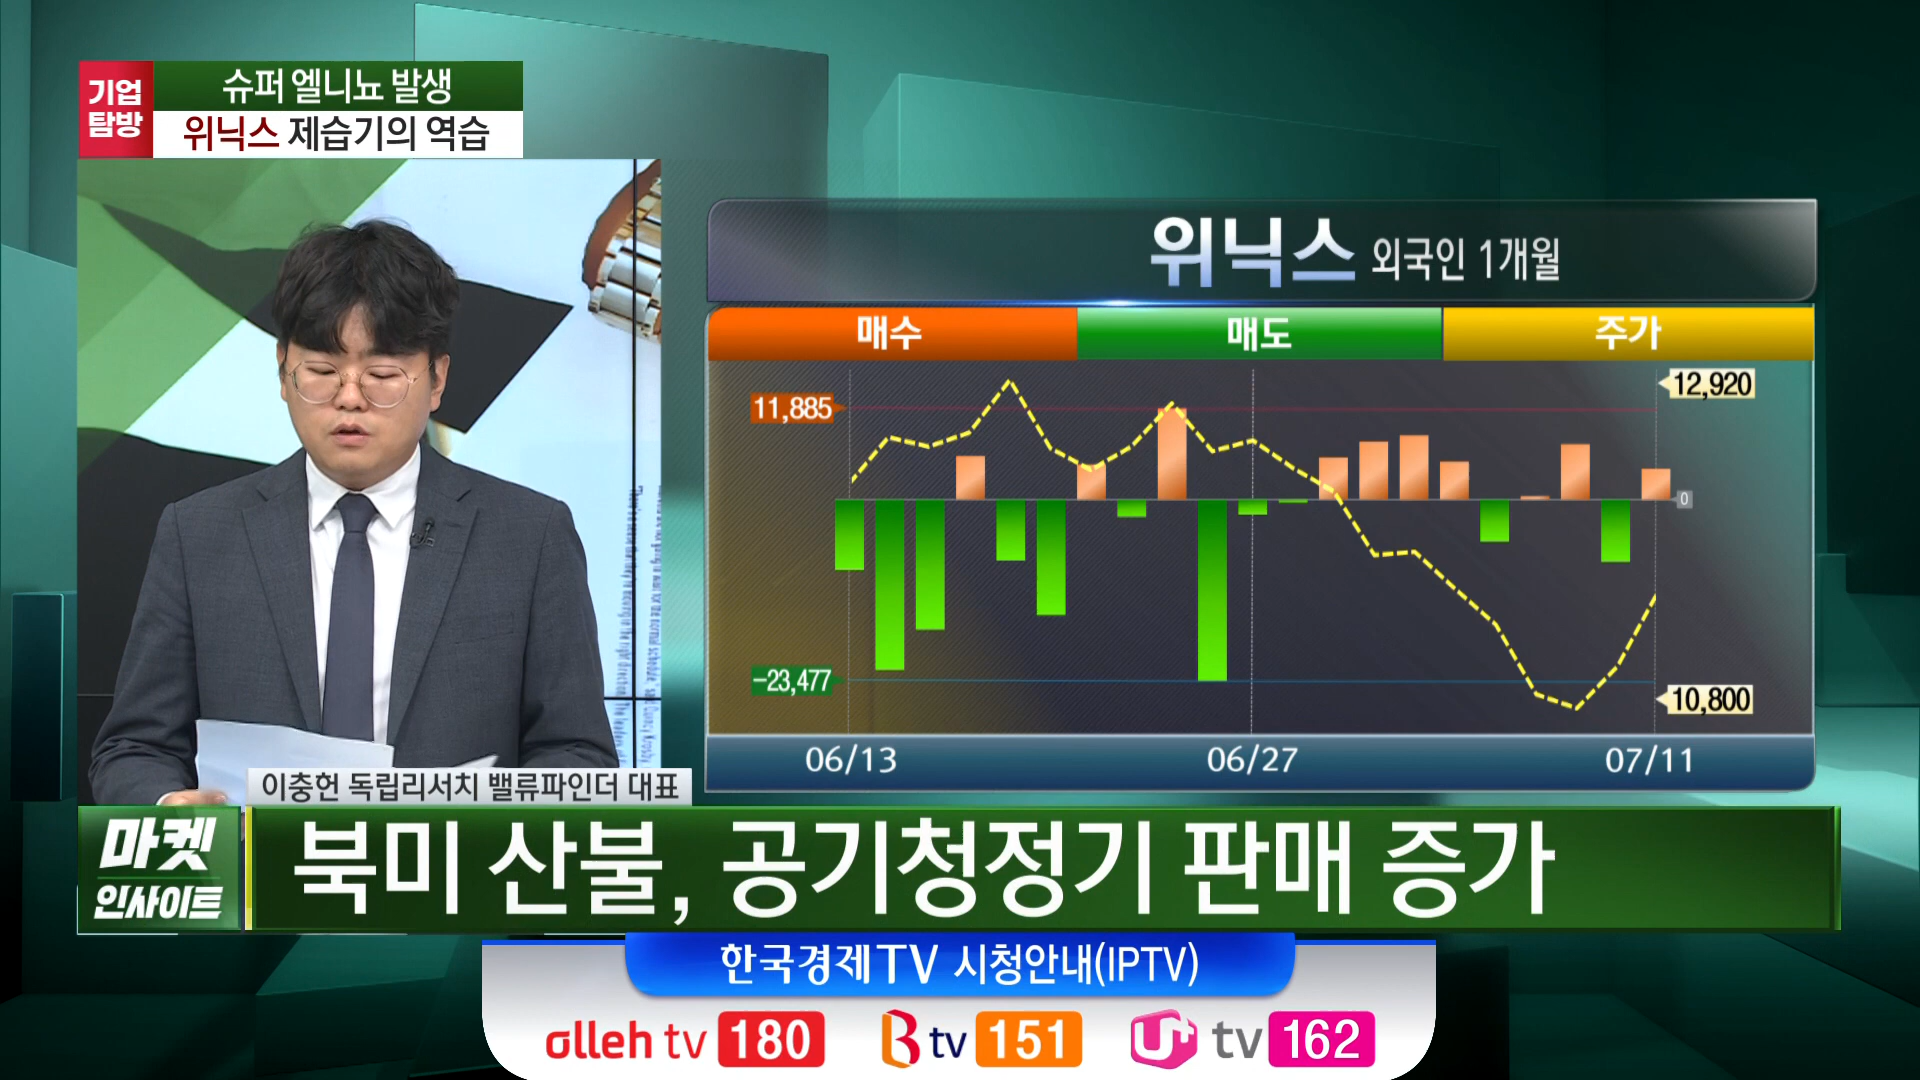 기업
탐방
슈퍼 엘니뇨 발생
위닉스 제습기의 역습
위닉스 외국인 1개월
매수 매도 주가
11,885
12,920
0
-23,477
10,800
06/13 06/27 07/11
이충헌 독립리서치 밸류파인더 대표
마켓
인사이트
북미 산불, 공기청정기 판매 증가
한국경제TV 시청안내(IPTV)
olleh tv 180 B tv 151 U+ tv 162